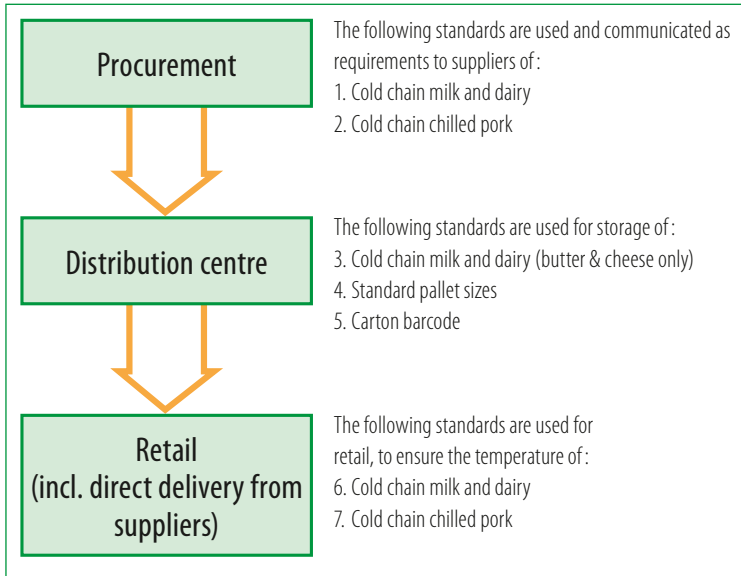 Procurement
The following standards are used and communicated as
requirements to suppliers of :
1. Cold chain milk and dairy
2. Cold chain chilled pork
Distribution centre
The following standards are used for storage of :
3. Cold chain milk and dairy (butter & cheese only)
4. Standard pallet sizes
5. Carton barcode
Retail
(incl. direct delivery from
suppliers)
The following standards are used for
retail, to ensure the temperature of :
6. Cold chain milk and dairy
7. Cold chain chilled pork